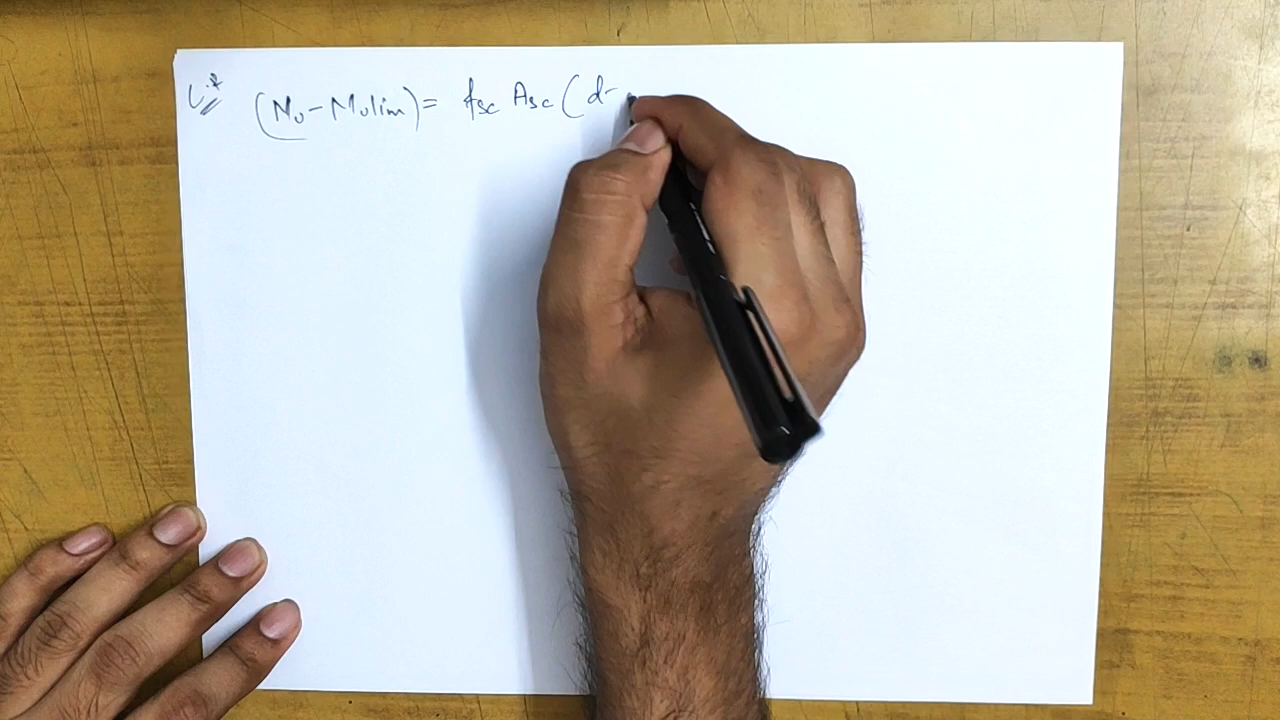 (Mu-Mulim) = fsc Asc (d-